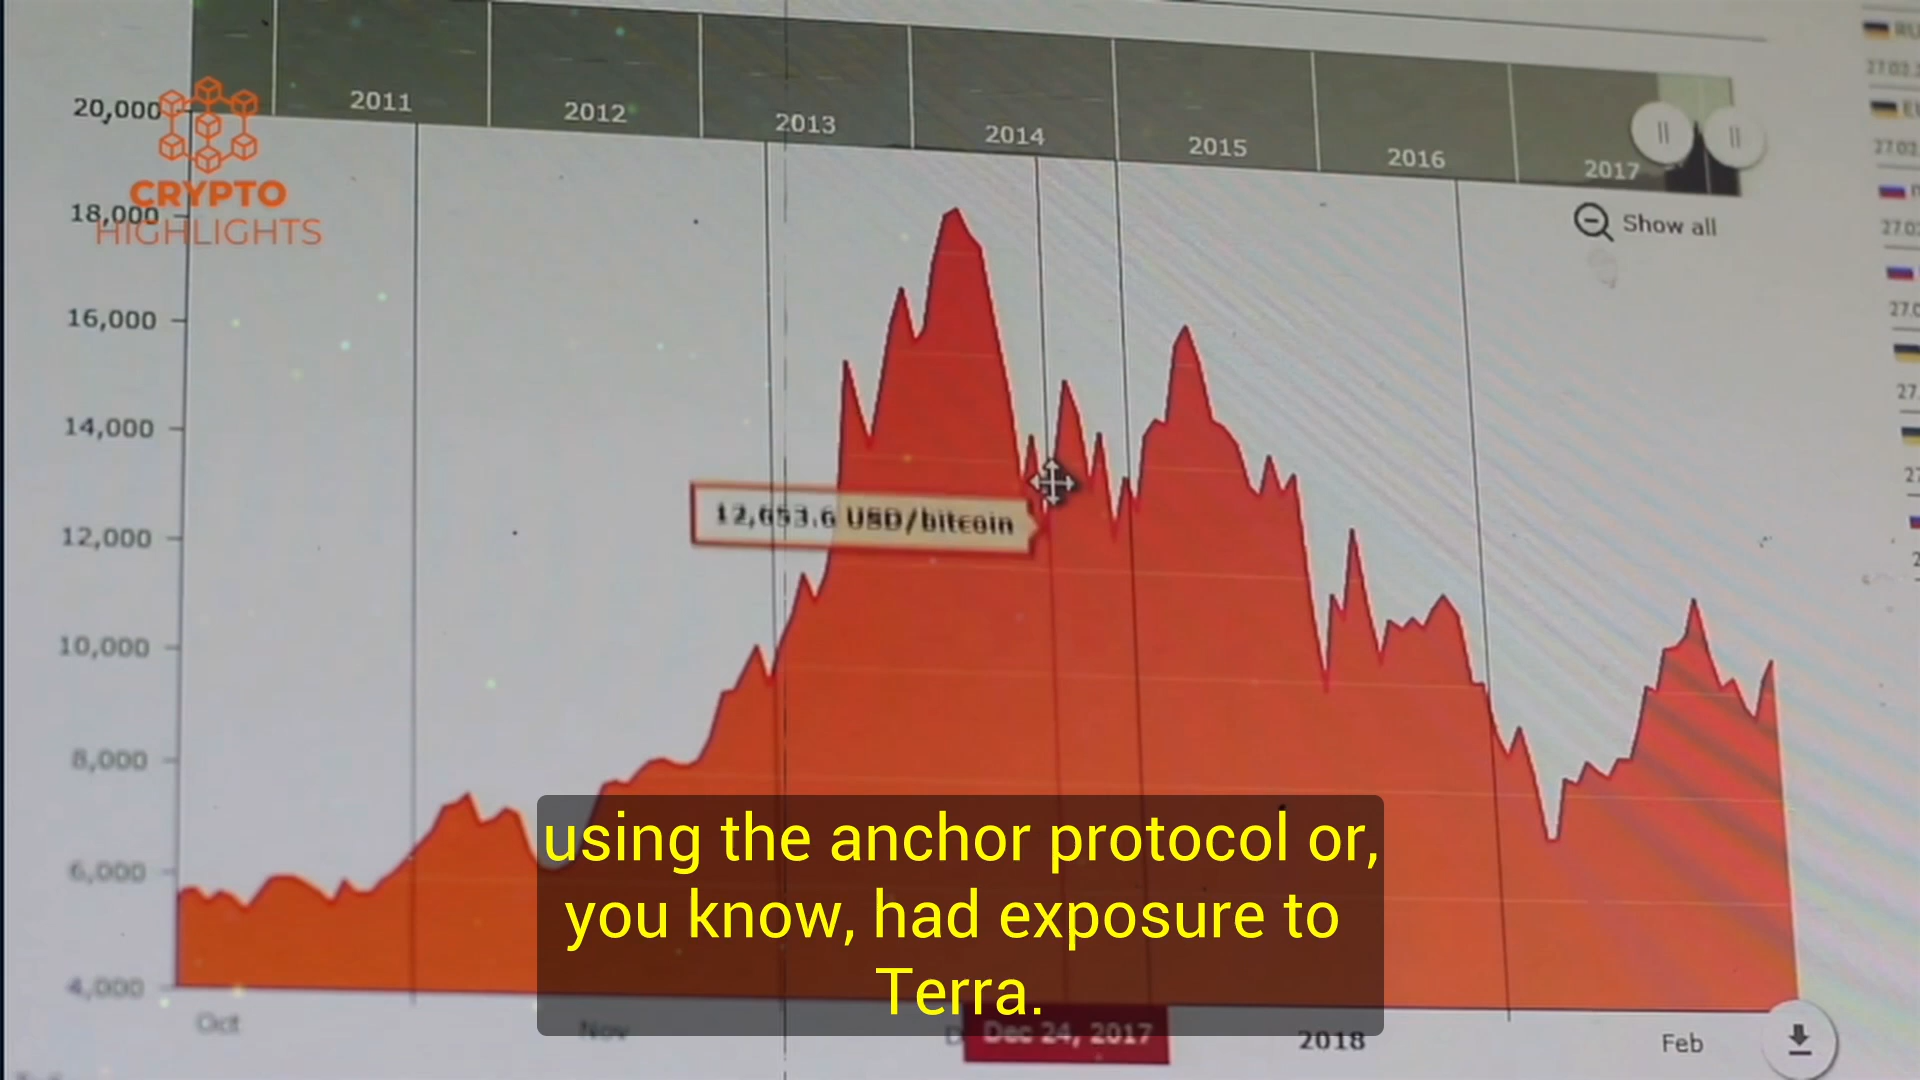 2011
2012
2013
2014
2015
2016
2017
20,000
CRYPTO
HIGHLIGHTS
18,000
Show all
16,000
14,000
12,653.6 USD/bitcoin
12,000
10,000
8,000
6,000
4,000
using the anchor protocol or,
you know, had exposure to
Terra.
Oct
Nov
Dec 24, 2017
2018
Feb